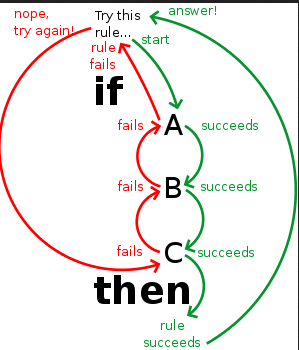 nope,
try again!
Try this
rule...
answer!
start
rule
fails
if
fails
A
succeeds
fails
B
succeeds
fails
C
succeeds
then
rule
succeeds